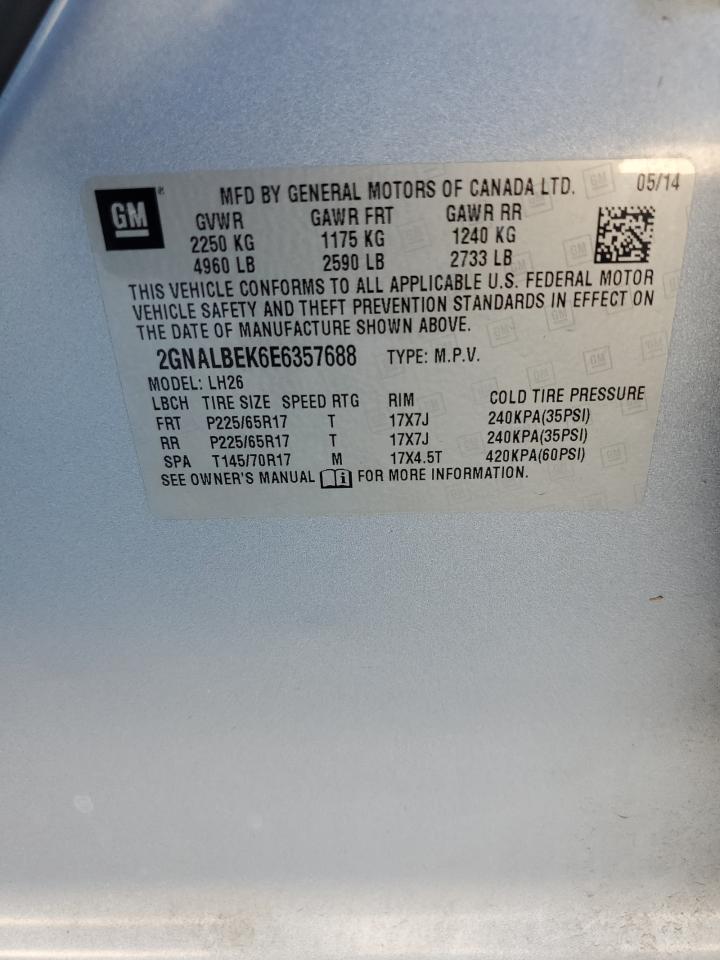 GM ® MFD BY GENERAL MOTORS OF CANADA LTD. 05/14
GVWR GAWR FRT GAWR RR
2250 KG 1175 KG 1240 KG
4960 LB 2590 LB 2733 LB
THIS VEHICLE CONFORMS TO ALL APPLICABLE U.S. FEDERAL MOTOR
VEHICLE SAFETY AND THEFT PREVENTION STANDARDS IN EFFECT ON
THE DATE OF MANUFACTURE SHOWN ABOVE.
2GNALBEK6E6357688 TYPE: M.P.V.
MODEL: LH26
LBCH TIRE SIZE SPEED RTG RIM COLD TIRE PRESSURE
FRT P225/65R17 T 17X7J 240KPA(35PSI)
RR P225/65R17 T 17X7J 240KPA(35PSI)
SPA T145/70R17 M 17X4.5T 420KPA(60PSI)
SEE OWNER'S MANUAL FOR MORE INFORMATION.